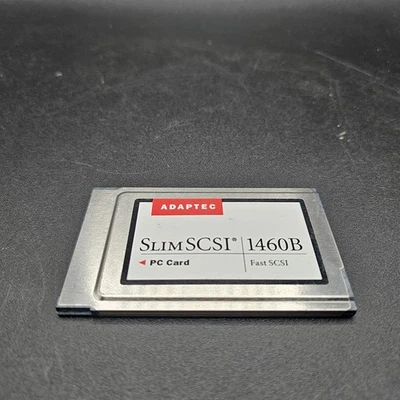 ADAPTEC
SLIMSCSI® 1460B
◄ PC Card Fast SCSI